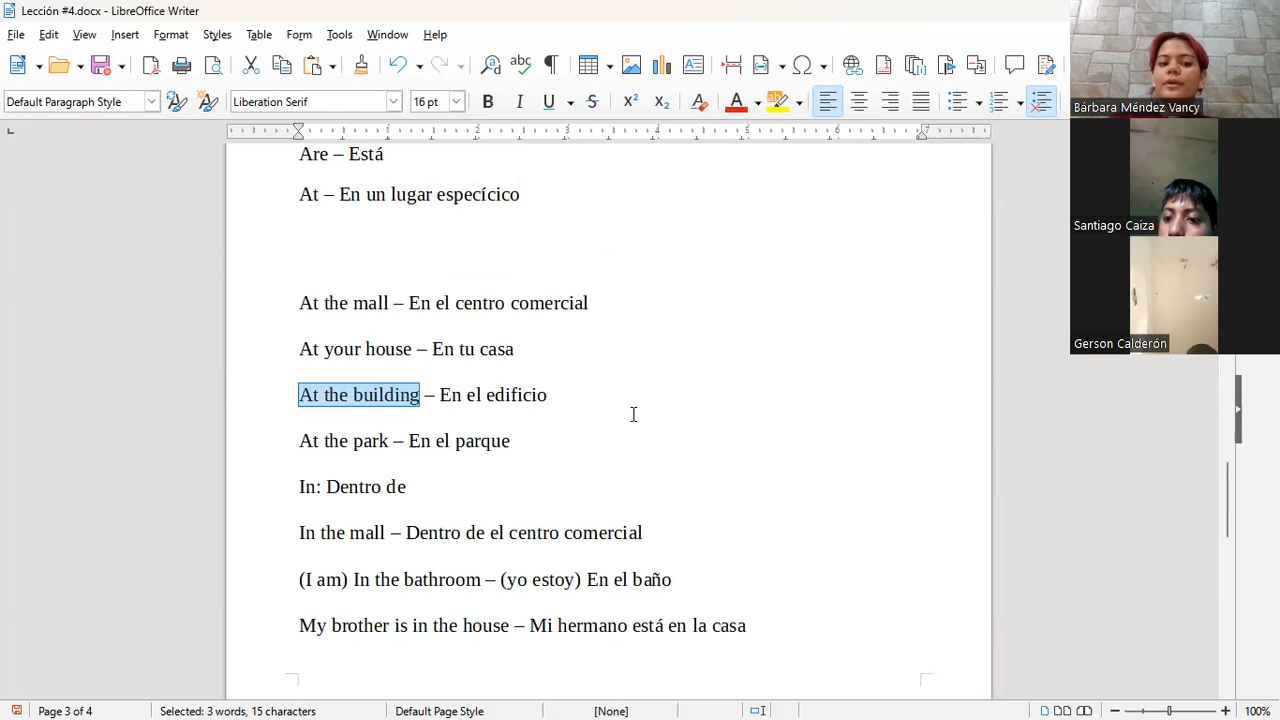 Lección #4.docx - LibreOffice Writer
File Edit View Insert Format Styles Table Form Tools Window Help
Default Paragraph Style Liberation Serif 16 pt
Are – Está
At – En un lugar especícico
At the mall – En el centro comercial
At your house – En tu casa
At the building – En el edificio
At the park – En el parque
In: Dentro de
In the mall – Dentro de el centro comercial
(I am) In the bathroom – (yo estoy) En el baño
My brother is in the house – Mi hermano está en la casa
Page 3 of 4 Selected: 3 words, 15 characters Default Page Style [None] 100%
Bárbara Méndez Vancy
Santiago Caiza
Gerson Calderón